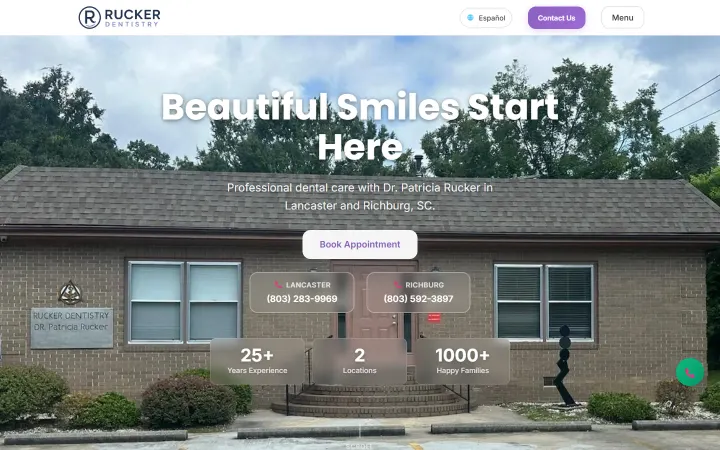 RUCKER
DENTISTRY
Español
Contact Us
Menu
Beautiful Smiles Start
Here
Professional dental care with Dr. Patricia Rucker in
Lancaster and Richburg, SC.
Book Appointment
LANCASTER
(803) 283-9969
RICHBURG
(803) 592-3897
RUCKER DENTISTRY
DR. Patricia Rucker
25+
Years Experience
2
Locations
1000+
Happy Families
SCROLL